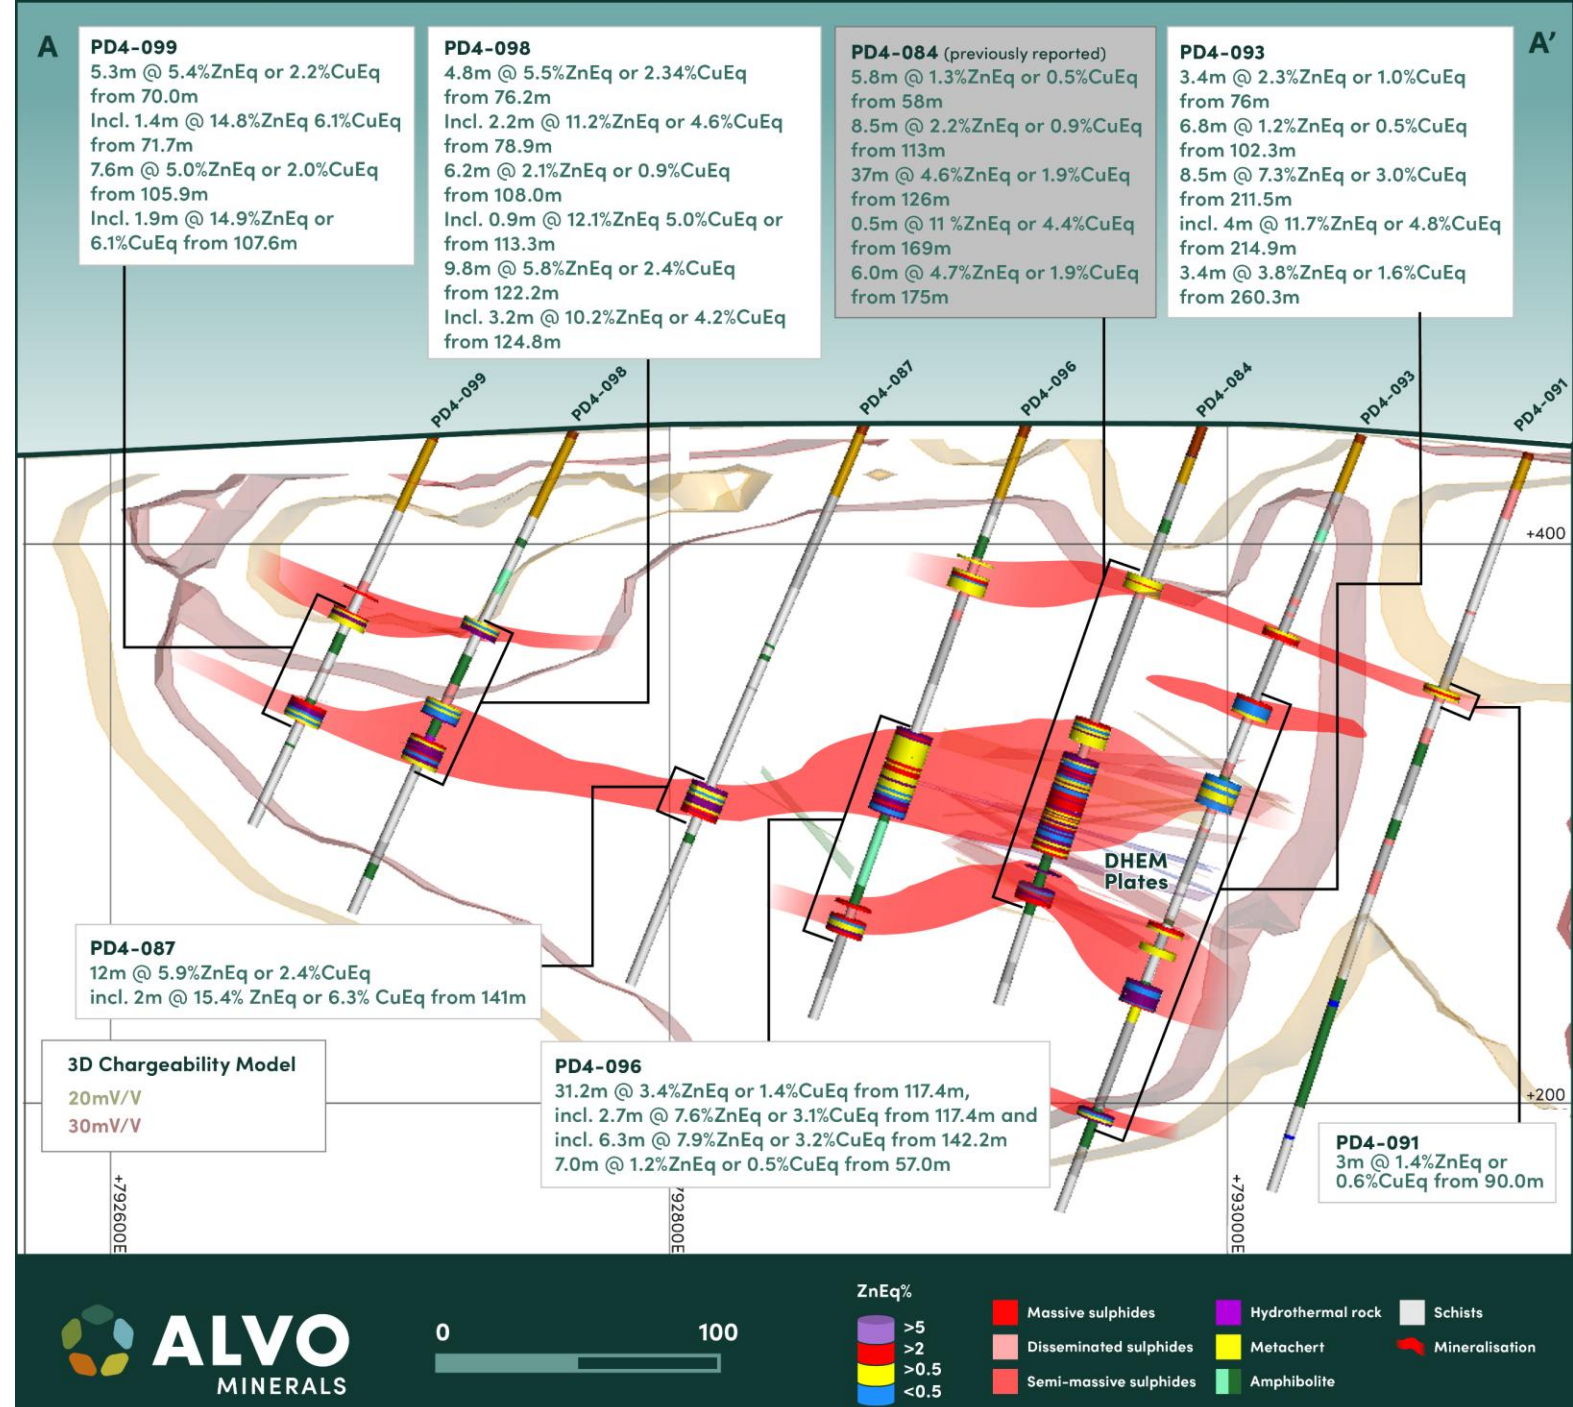 A
PD4-099
5.3m @ 5.4%ZnEq or 2.2%CuEq
from 70.0m
Incl. 1.4m @ 14.8%ZnEq 6.1%CuEq
from 71.7m
7.6m @ 5.0%ZnEq or 2.0%CuEq
from 105.9m
Incl. 1.9m @ 14.9%ZnEq or
6.1%CuEq from 107.6m
PD4-098
4.8m @ 5.5%ZnEq or 2.34%CuEq
from 76.2m
Incl. 2.2m @ 11.2%ZnEq or 4.6%CuEq
from 78.9m
6.2m @ 2.1%ZnEq or 0.9%CuEq
from 108.0m
Incl. 0.9m @ 12.1%ZnEq 5.0%CuEq or
from 113.3m
9.8m @ 5.8%ZnEq or 2.4%CuEq
from 122.2m
Incl. 3.2m @ 10.2%ZnEq or 4.2%CuEq
from 124.8m
PD4-084 (previously reported)
5.8m @ 1.3%ZnEq or 0.5%CuEq
from 58m
8.5m @ 2.2%ZnEq or 0.9%CuEq
from 113m
37m @ 4.6%ZnEq or 1.9%CuEq
from 126m
0.5m @ 11 %ZnEq or 4.4%CuEq
from 169m
6.0m @ 4.7%ZnEq or 1.9%CuEq
from 175m
PD4-093
3.4m @ 2.3%ZnEq or 1.0%CuEq
from 76m
6.8m @ 1.2%ZnEq or 0.5%CuEq
from 102.3m
8.5m @ 7.3%ZnEq or 3.0%CuEq
from 211.5m
incl. 4m @ 11.7%ZnEq or 4.8%CuEq
from 214.9m
3.4m @ 3.8%ZnEq or 1.6%CuEq
from 260.3m
A'
PD4-099
PD4-098
PD4-087
PD4-096
PD4-084
PD4-093
PD4-091
+400
DHEM
Plates
PD4-087
12m @ 5.9%ZnEq or 2.4%CuEq
incl. 2m @ 15.4% ZnEq or 6.3% CuEq from 141m
3D Chargeability Model
20mV/V
30mV/V
PD4-096
31.2m @ 3.4%ZnEq or 1.4%CuEq from 117.4m,
incl. 2.7m @ 7.6%ZnEq or 3.1%CuEq from 117.4m and
incl. 6.3m @ 7.9%ZnEq or 3.2%CuEq from 142.2m
7.0m @ 1.2%ZnEq or 0.5%CuEq from 57.0m
+200
PD4-091
3m @ 1.4%ZnEq or
0.6%CuEq from 90.0m
+792600E
792800E
+793000E
ALVO
MINERALS
0
100
ZnEq%
>5
>2
>0.5
<0.5
Massive sulphides
Disseminated sulphides
Semi-massive sulphides
Hydrothermal rock
Metachert
Amphibolite
Schists
Mineralisation